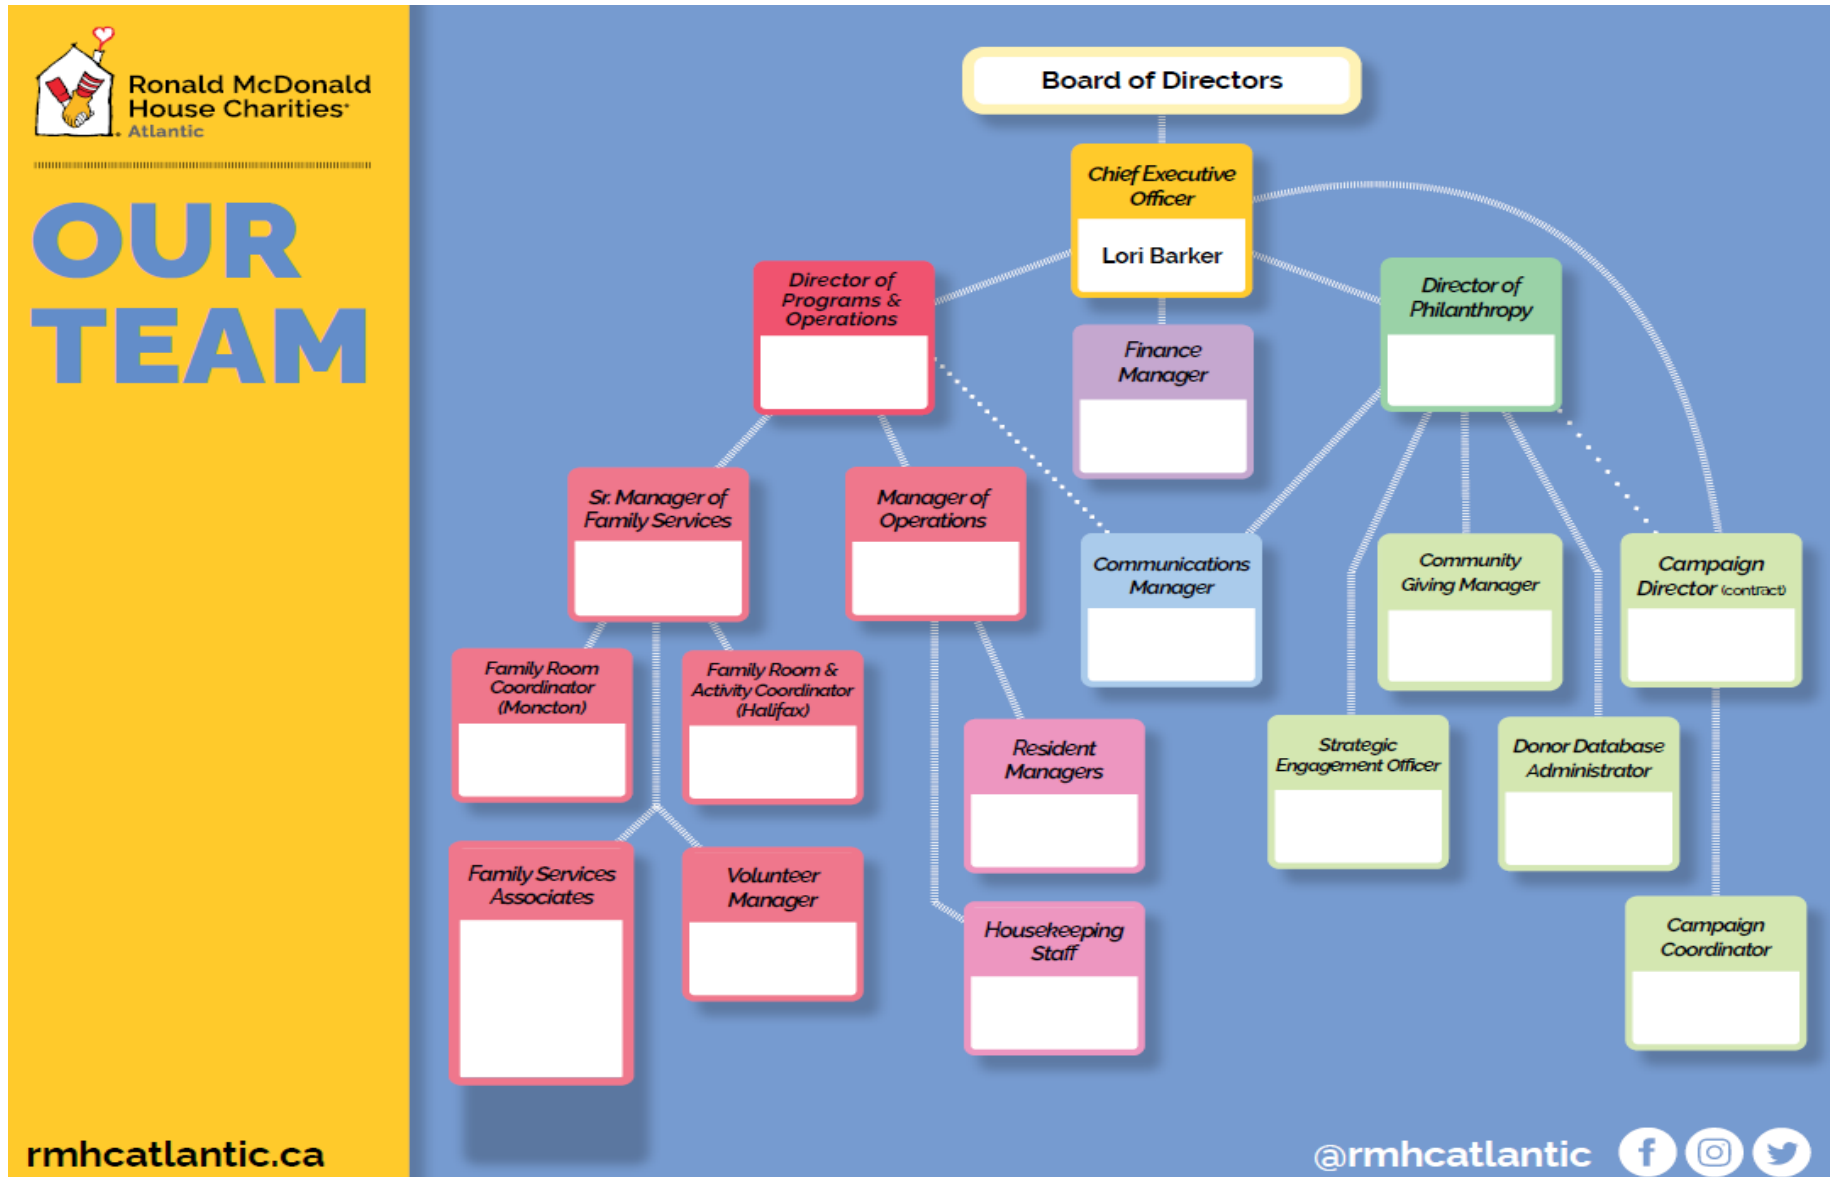 Ronald McDonald
House Charities
Atlantic
OUR
TEAM
rmhcatlantic.ca
Board of Directors
Chief Executive
Officer
Lori Barker
Director of
Programs &
Operations
Finance
Manager
Director of
Philanthropy
Sr. Manager of
Family Services
Manager of
Operations
Communications
Manager
Community
Giving Manager
Campaign
Director (contract)
Family Room
Coordinator
(Moncton)
Family Room &
Activity Coordinator
(Halifax)
Resident
Managers
Strategic
Engagement Officer
Donor Database
Administrator
Family Services
Associates
Volunteer
Manager
Housekeeping
Staff
Campaign
Coordinator
@rmhcatlantic